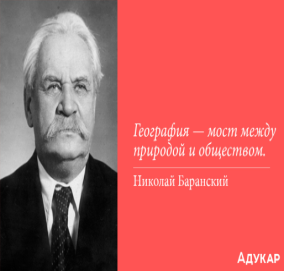 География — мост между
природой и обществом.
Николай Баранский
АДУКАР